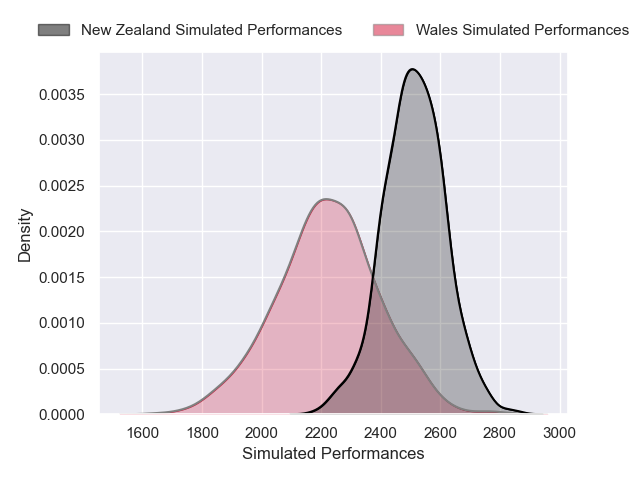 New Zealand Simulated Performances Wales Simulated Performances
0.0035
0.0030
0.0025
0.0020
0.0015
0.0010
0.0005
0.0000
Density
1600 1800 2000 2200 2400 2600 2800 3000
Simulated Performances